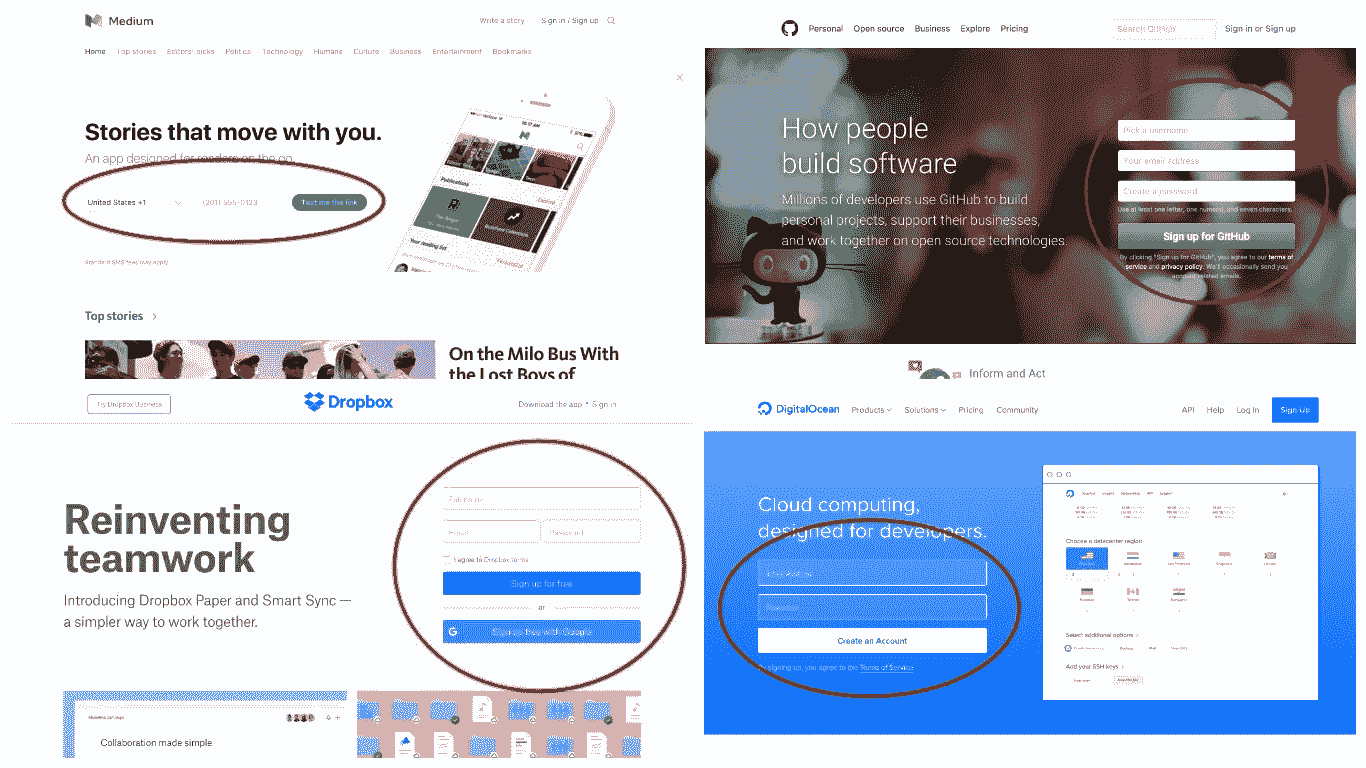 Medium
Write a story
Sign in / Sign up
Home Top stories Editors' picks Politics Technology Humans Culture Business Entertainment Bookmarks
Stories that move with you.
An app designed for readers on the go
United States +1
(201) 555-0123
Text me the link
Standard SMS fees may apply
Publications
Your reading list
Top stories
On the Milo Bus With
the Lost Boys of
Personal Open source Business Explore Pricing
Search GitHub
Sign in or Sign up
How people
build software
Millions of developers use GitHub to build
personal projects, support their businesses,
and work together on open source technologies.
Pick a username
Your email address
Create a password
Use at least one letter, one numeral, and seven characters.
Sign up for GitHub
By clicking "Sign up for GitHub", you agree to our terms of
service and privacy policy. We'll occasionally send you
account related emails.
Inform and Act
Try Dropbox Business
Dropbox
Download the app
Sign in
Reinventing
teamwork
Introducing Dropbox Paper and Smart Sync —
a simpler way to work together.
Password
I agree to Dropbox terms
Sign up for free
or
Sign up free with Google
Collaboration made simple
DigitalOcean
Products Solutions Pricing Community
API Help Log In
Sign Up
Cloud computing,
designed for developers.
Create an Account
By signing up, you agree to the Terms of Service
Choose a datacenter region
Select additional options
Add your SSH keys